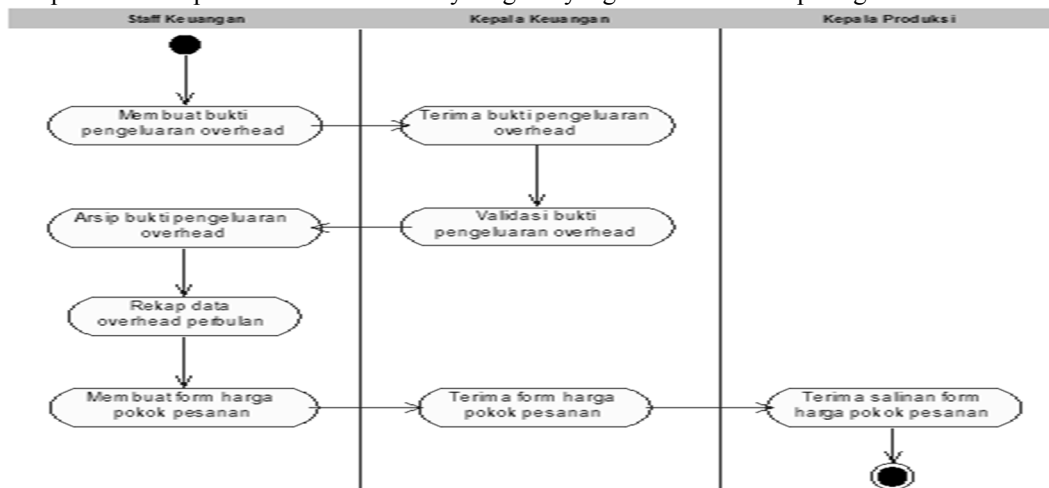 Staff Keuangan
Kepala Keuangan
Kepala Produksi
Membuat bukti
pengeluaran overhead
Terima bukti pengeluaran
overhead
Arsip bukti pengeluaran
overhead
Validasi bukti
pengeluaran overhead
Rekap data
overhead perbulan
Membuat form harga
pokok pesanan
Terima form harga
pokok pesanan
Terima salinan form
harga pokok pesanan